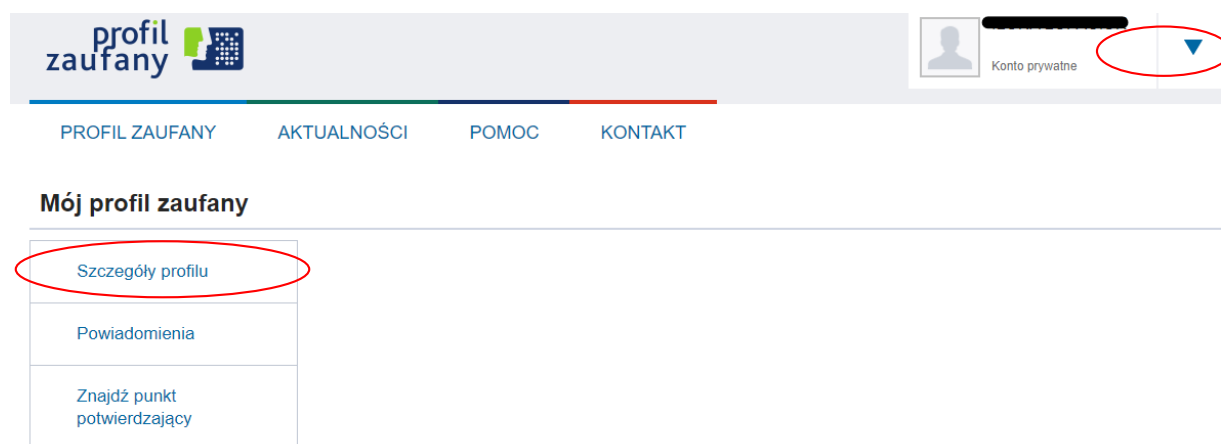 profil
zaufany
Konto prywatne
PROFIL ZAUFANY AKTUALNOŚCI POMOC KONTAKT
Mój profil zaufany
Szczegóły profilu
Powiadomienia
Znajdź punkt
potwierdzający